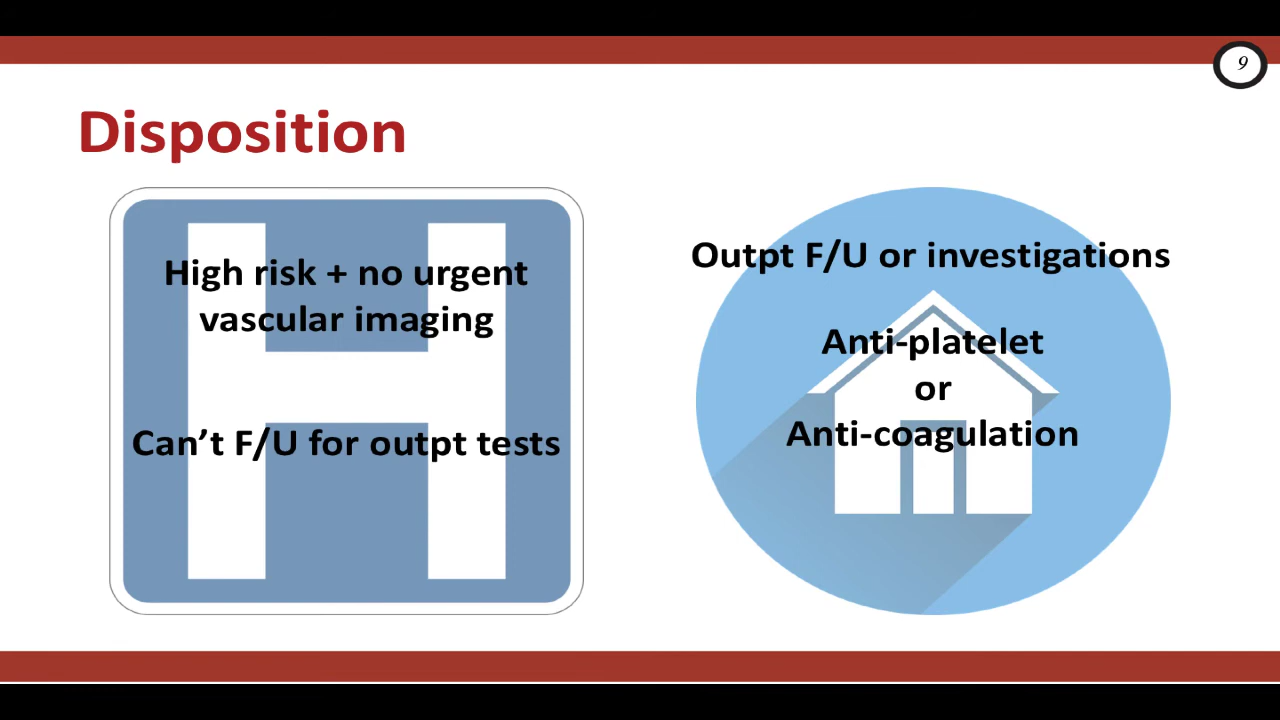 9
Disposition
High risk + no urgent
vascular imaging
Can’t F/U for outpt tests
Outpt F/U or investigations
Anti-platelet
or
Anti-coagulation